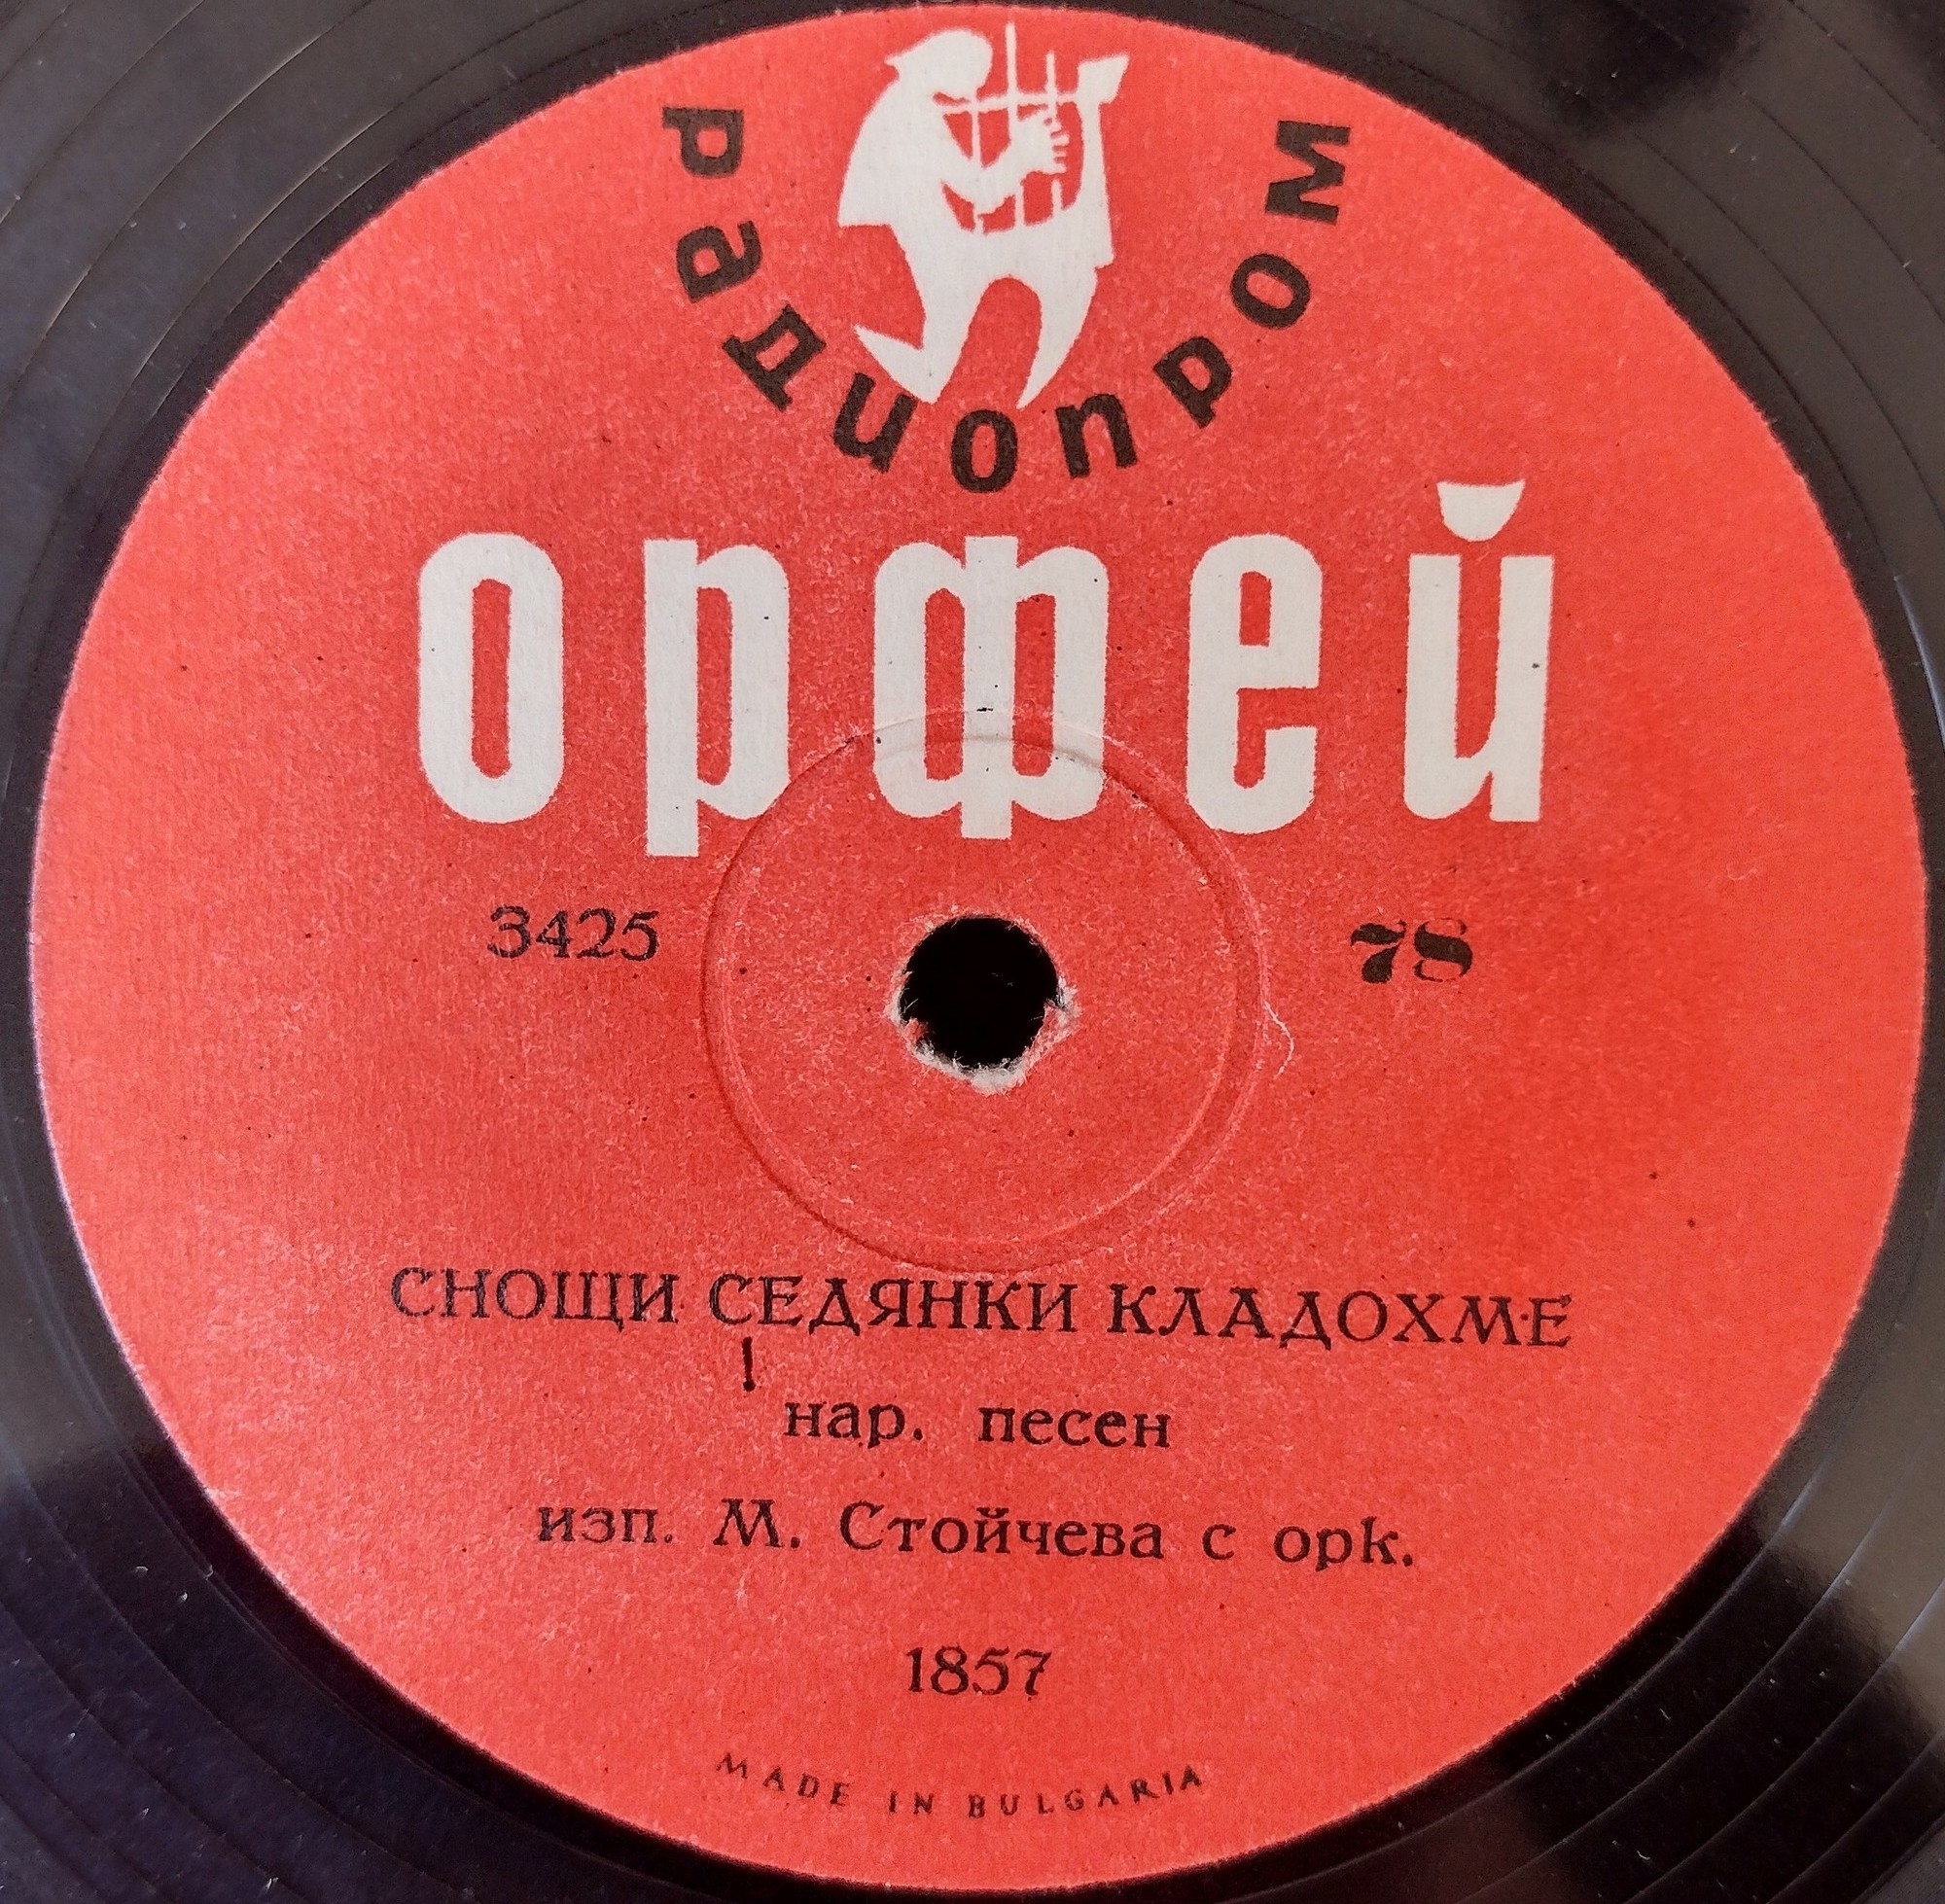 радиопром
орфей
3425 78
СНОЩИ СЕДЯНКИ КЛАДОХМЕ
нар. песен
изп. М. Стойчева с орк.
1857
MADE IN BULGARIA